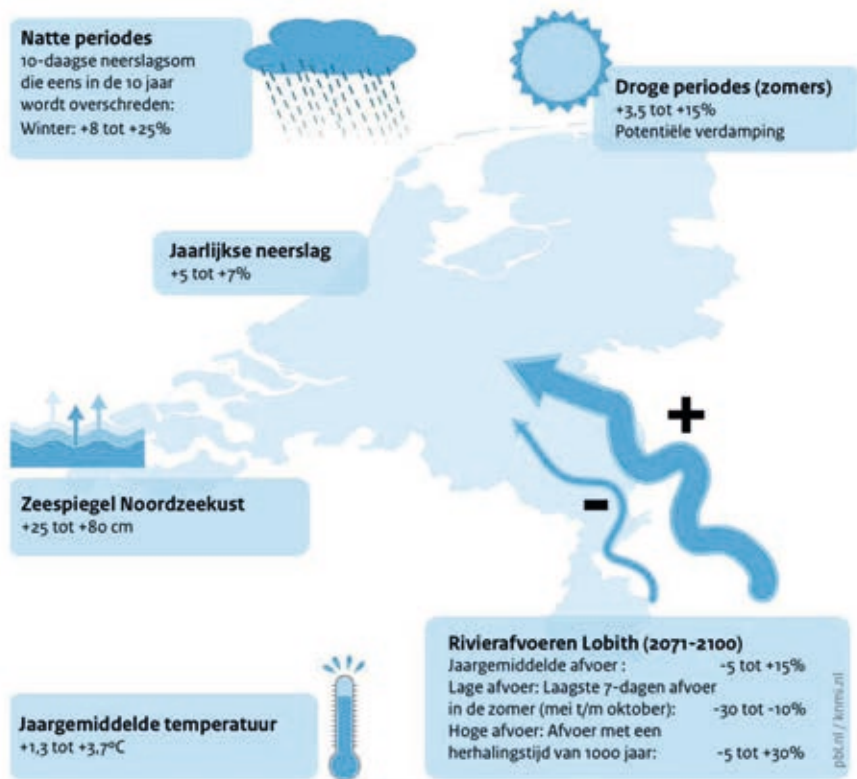 Natte periodes
10-daagse neerslagsom
die eens in de 10 jaar
wordt overschreden:
Winter: +8 tot +25%
Droge periodes (zomers)
+3,5 tot +15%
Potentiële verdamping
Jaarlijkse neerslag
+5 tot +7%
+
-
Zeespiegel Noordzeekust
+25 tot +80 cm
Jaargemiddelde temperatuur
+1,3 tot +3,7°C
Rivierafvoeren Lobith (2071-2100)
Jaargemiddelde afvoer : -5 tot +15%
Lage afvoer: Laagste 7-dagen afvoer
in de zomer (mei t/m oktober): -30 tot -10%
Hoge afvoer: Afvoer met een
herhalingstijd van 1000 jaar: -5 tot +30%
pbl.nl / knmi.nl